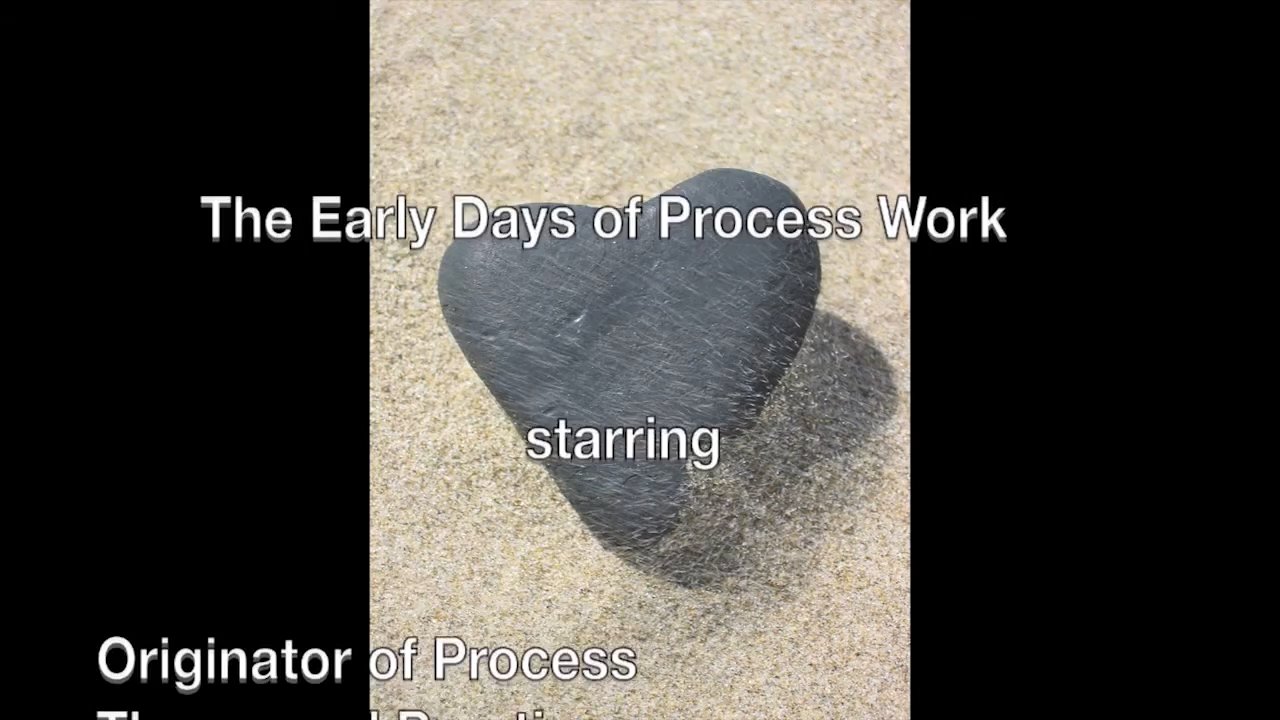 The Early Days of Process Work
starring
Originator of Process